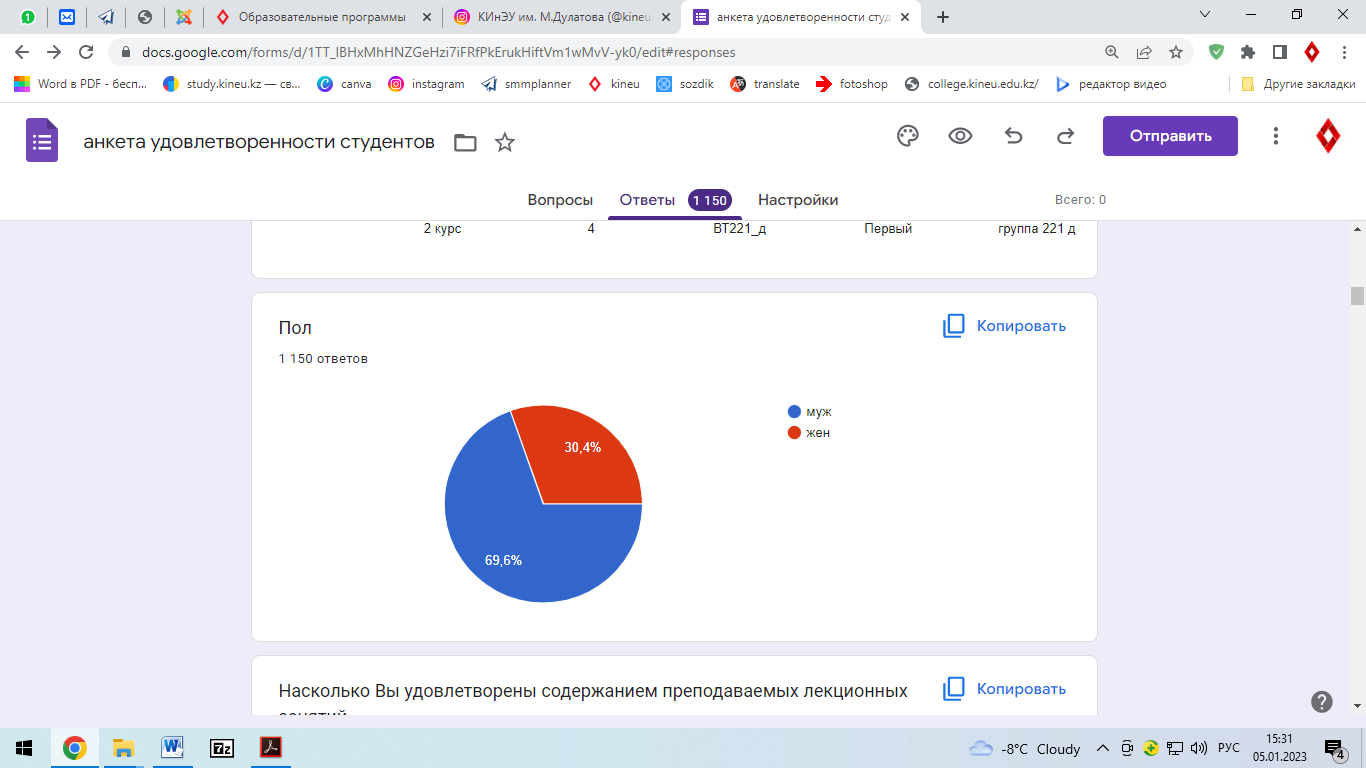 1
Образовательные программы
КИнЭУ им. М.Дулатова (@kineu.
анкета удовлетворенности студ
docs.google.com/forms/d/1TT_IBHxMhHNZGeHzi7iFRfPkErukHiftVm1wMvV-yk0/edit#responses
Word в PDF - бесп...
study.kineu.kz — св...
canva
instagram
smmplanner
kineu
sozdik
translate
fotoshop
college.kineu.edu.kz/
редактор видео
Другие закладки
анкета удовлетворенности студентов
Отправить
Вопросы
Ответы 1 150
Настройки
Всего: 0
2 курс 4 ВТ221_д Первый группа 221 д
Пол
Копировать
1 150 ответов
муж
жен
30,4%
69,6%
Насколько Вы удовлетворены содержанием преподаваемых лекционных
Копировать
-8°C Cloudy
РУС
15:31
05.01.2023
4